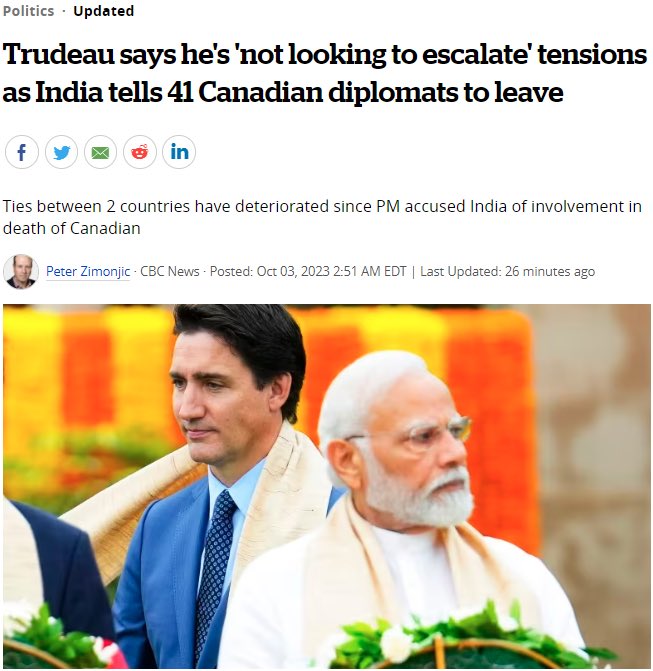 Politics · Updated
Trudeau says he's 'not looking to escalate' tensions
as India tells 41 Canadian diplomats to leave
Ties between 2 countries have deteriorated since PM accused India of involvement in
death of Canadian
Peter Zimonjic · CBC News · Posted: Oct 03, 2023 2:51 AM EDT | Last Updated: 26 minutes ago